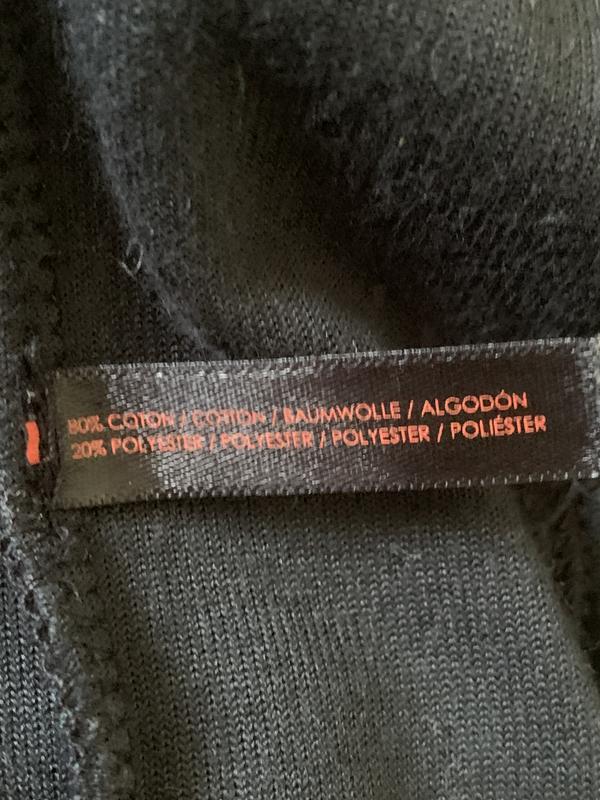 80% COTON / COTTON / BAUMWOLLE / ALGODÓN
20% POLYESTER / POLYESTER / POLYESTER / POLIÉSTER